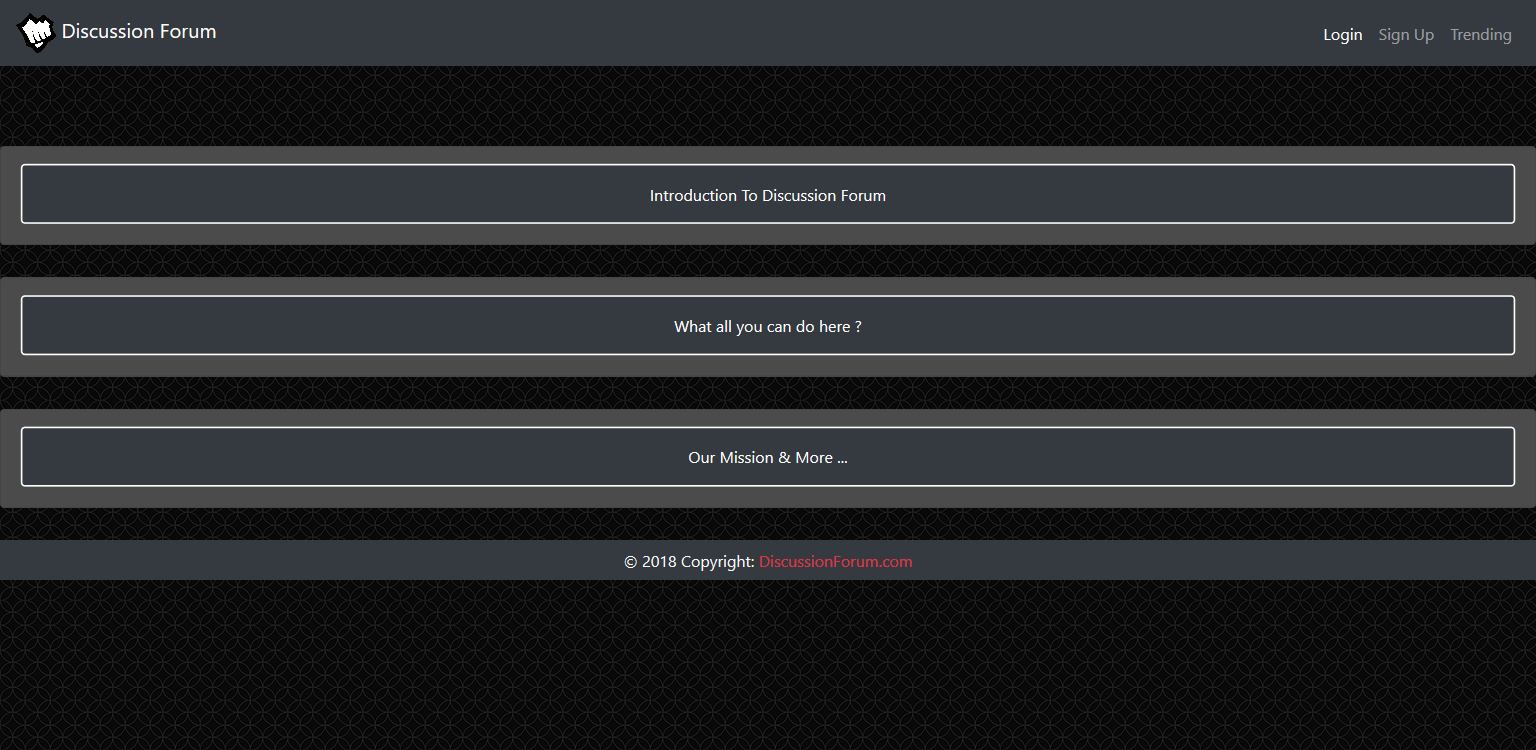 Discussion Forum
Login Sign Up Trending
Introduction To Discussion Forum
What all you can do here ?
Our Mission & More ...
© 2018 Copyright: DiscussionForum.com